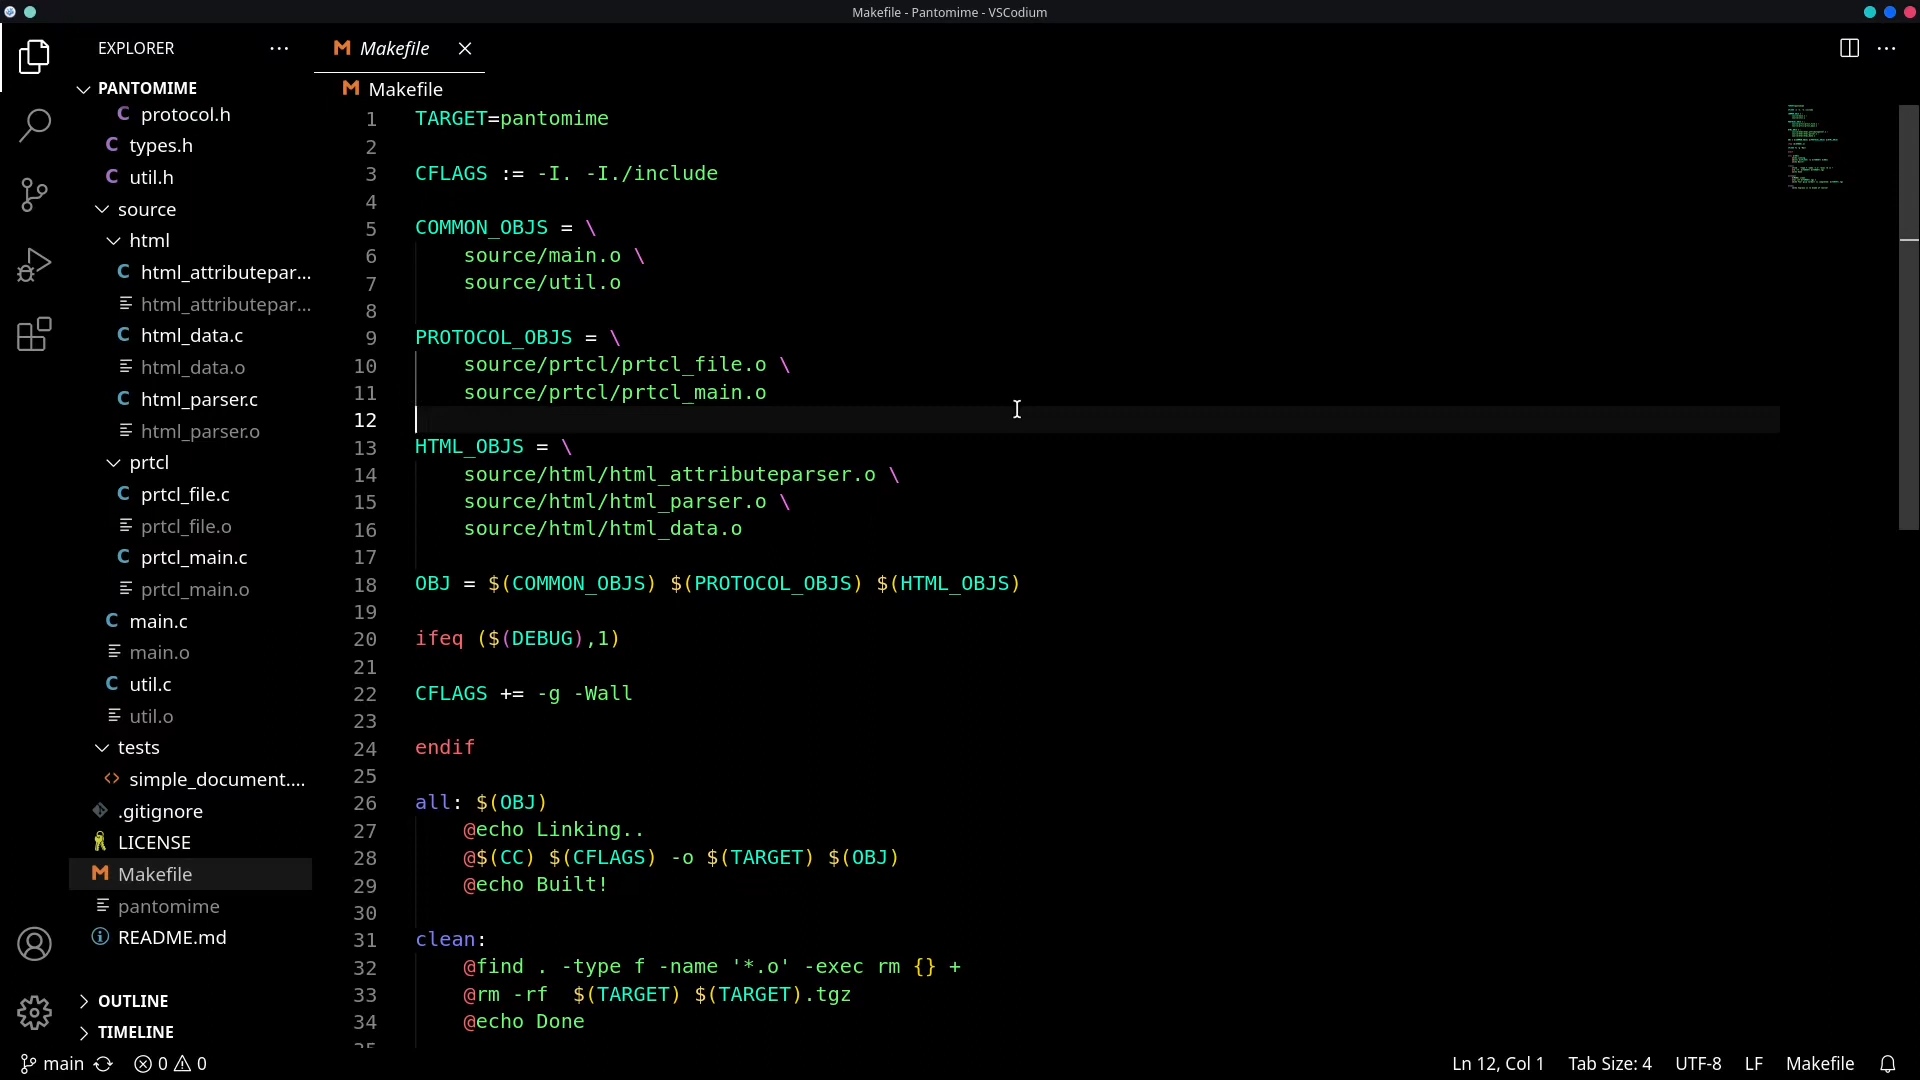 Makefile - Pantomime - VSCodium
EXPLORER
Makefile
PANTOMIME
protocol.h
types.h
util.h
source
html
html_attributepar...
html_attributepar...
html_data.c
html_data.o
html_parser.c
html_parser.o
prtcl
prtcl_file.c
prtcl_file.o
prtcl_main.c
prtcl_main.o
main.c
main.o
util.c
util.o
tests
simple_document....
.gitignore
LICENSE
Makefile
pantomime
README.md
OUTLINE
TIMELINE
Makefile
1 TARGET=pantomime
2
3 CFLAGS := -I. -I./include
4
5 COMMON_OBJS = \
6 source/main.o \
7 source/util.o
8
9 PROTOCOL_OBJS = \
10 source/prtcl/prtcl_file.o \
11 source/prtcl/prtcl_main.o
12
13 HTML_OBJS = \
14 source/html/html_attributeparser.o \
15 source/html/html_parser.o \
16 source/html/html_data.o
17
18 OBJ = $(COMMON_OBJS) $(PROTOCOL_OBJS) $(HTML_OBJS)
19
20 ifeq ($(DEBUG),1)
21
22 CFLAGS += -g -Wall
23
24 endif
25
26 all: $(OBJ)
27 @echo Linking..
28 @$(CC) $(CFLAGS) -o $(TARGET) $(OBJ)
29 @echo Built!
30
31 clean:
32 @find . -type f -name '*.o' -exec rm {} +
33 @rm -rf  $(TARGET) $(TARGET).tgz
34 @echo Done
main 0 0 Ln 12, Col 1 Tab Size: 4 UTF-8 LF Makefile